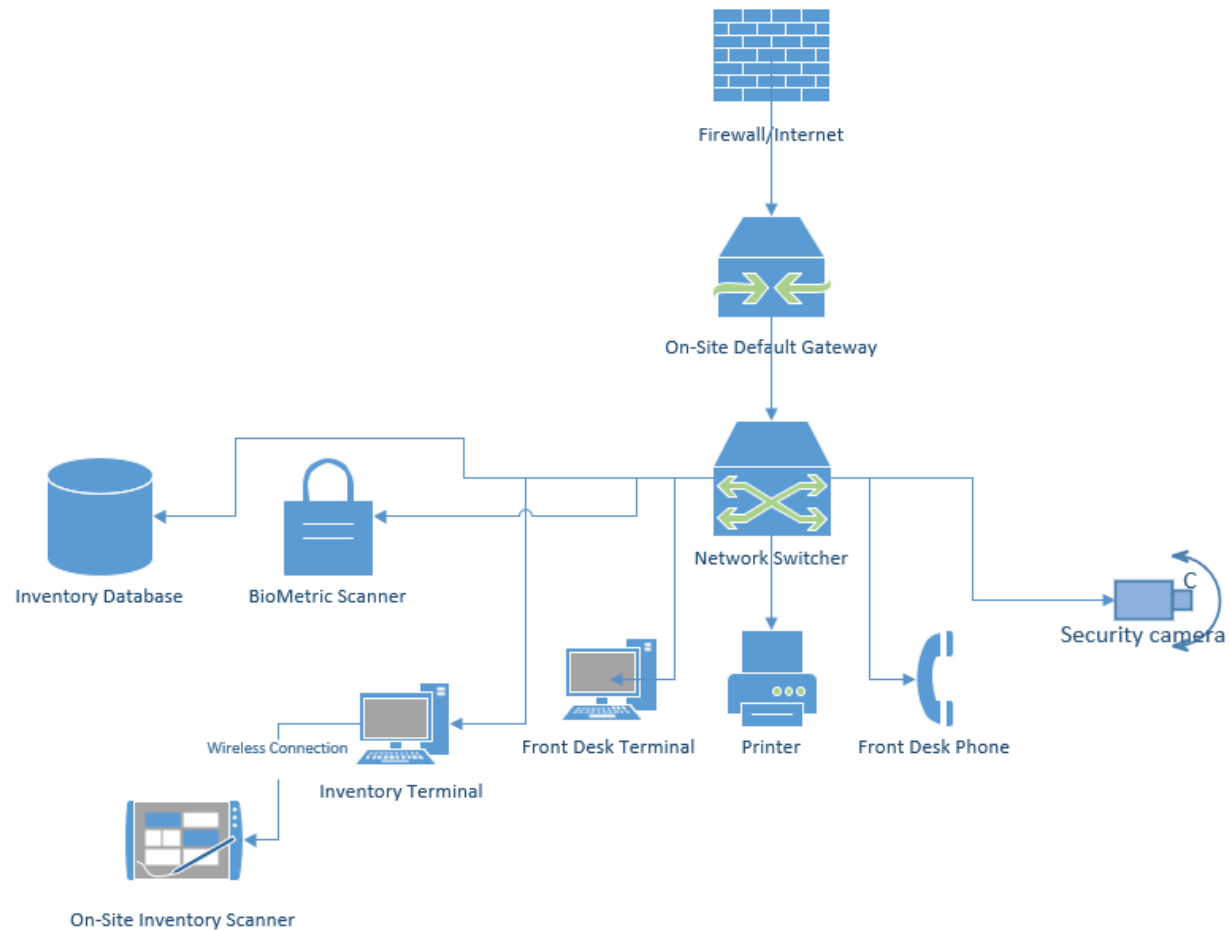 Firewall/Internet
On-Site Default Gateway
Network Switcher
Inventory Database
BioMetric Scanner
C
Security camera
Front Desk Terminal
Printer
Front Desk Phone
Wireless Connection
Inventory Terminal
On-Site Inventory Scanner